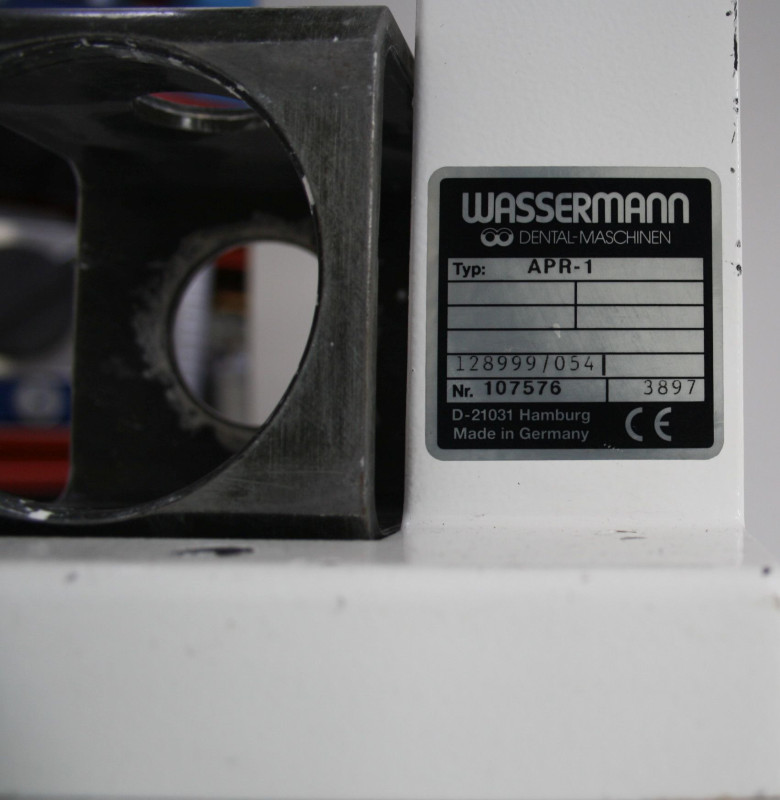 WASSERMANN
DENTAL-MASCHINEN
Typ: APR-1
128999/054
Nr. 107576 3897
D-21031 Hamburg
Made in Germany CE